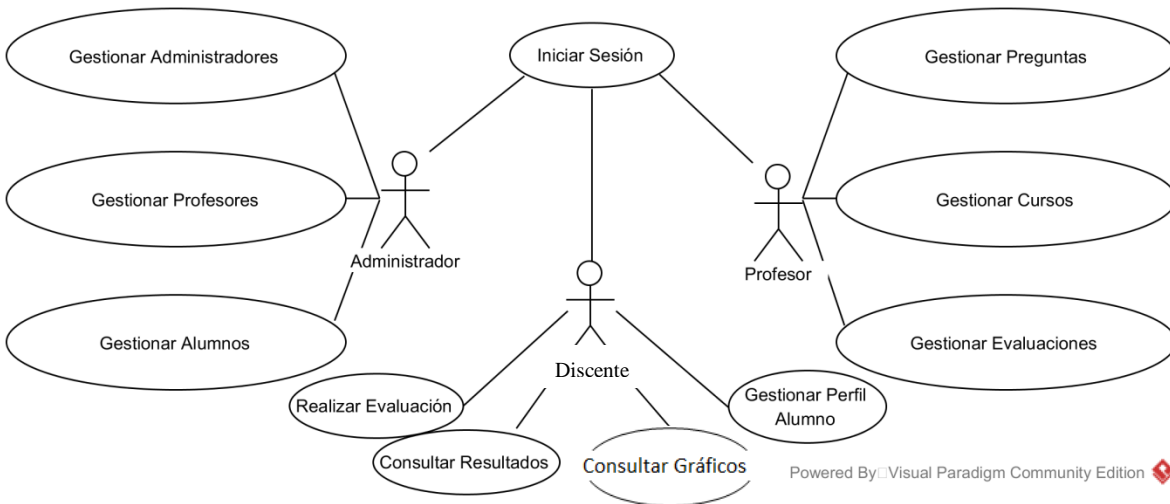 Gestionar Administradores
Iniciar Sesión
Gestionar Preguntas
Gestionar Profesores
Gestionar Cursos
Administrador
Profesor
Gestionar Alumnos
Gestionar Evaluaciones
Discente
Realizar Evaluación
Gestionar Perfil
Alumno
Consultar Resultados
Consultar Gráficos
Powered By Visual Paradigm Community Edition